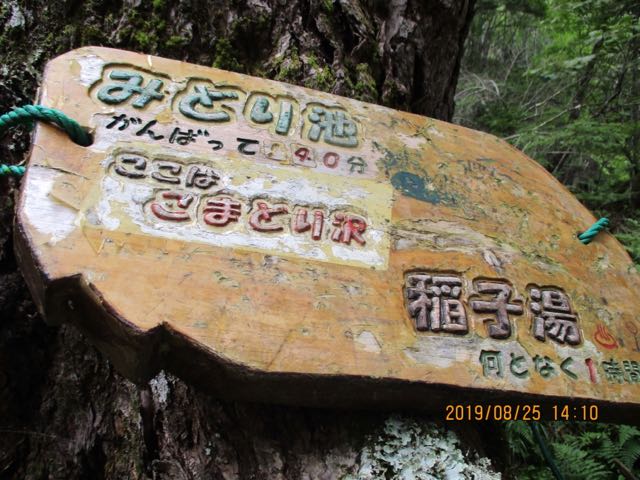 みどり池
がんばって 40分
ここは
こまどり沢
稲子湯
何となく 1時間
2019/08/25 14:10